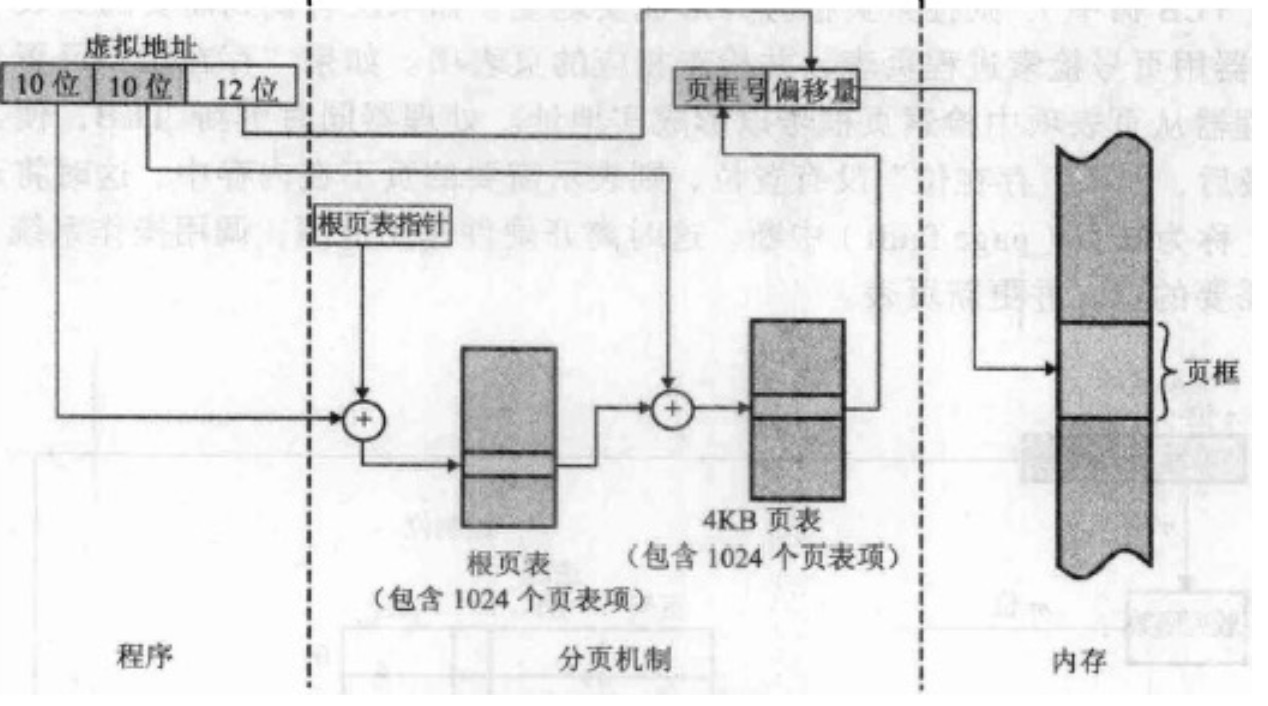 虚拟地址
10 位 10 位 12 位
页框号 偏移量
根页表指针
页框
4KB 页表
(包含 1024 个页表项)
根页表
(包含 1024 个页表项)
程序 分页机制 内存